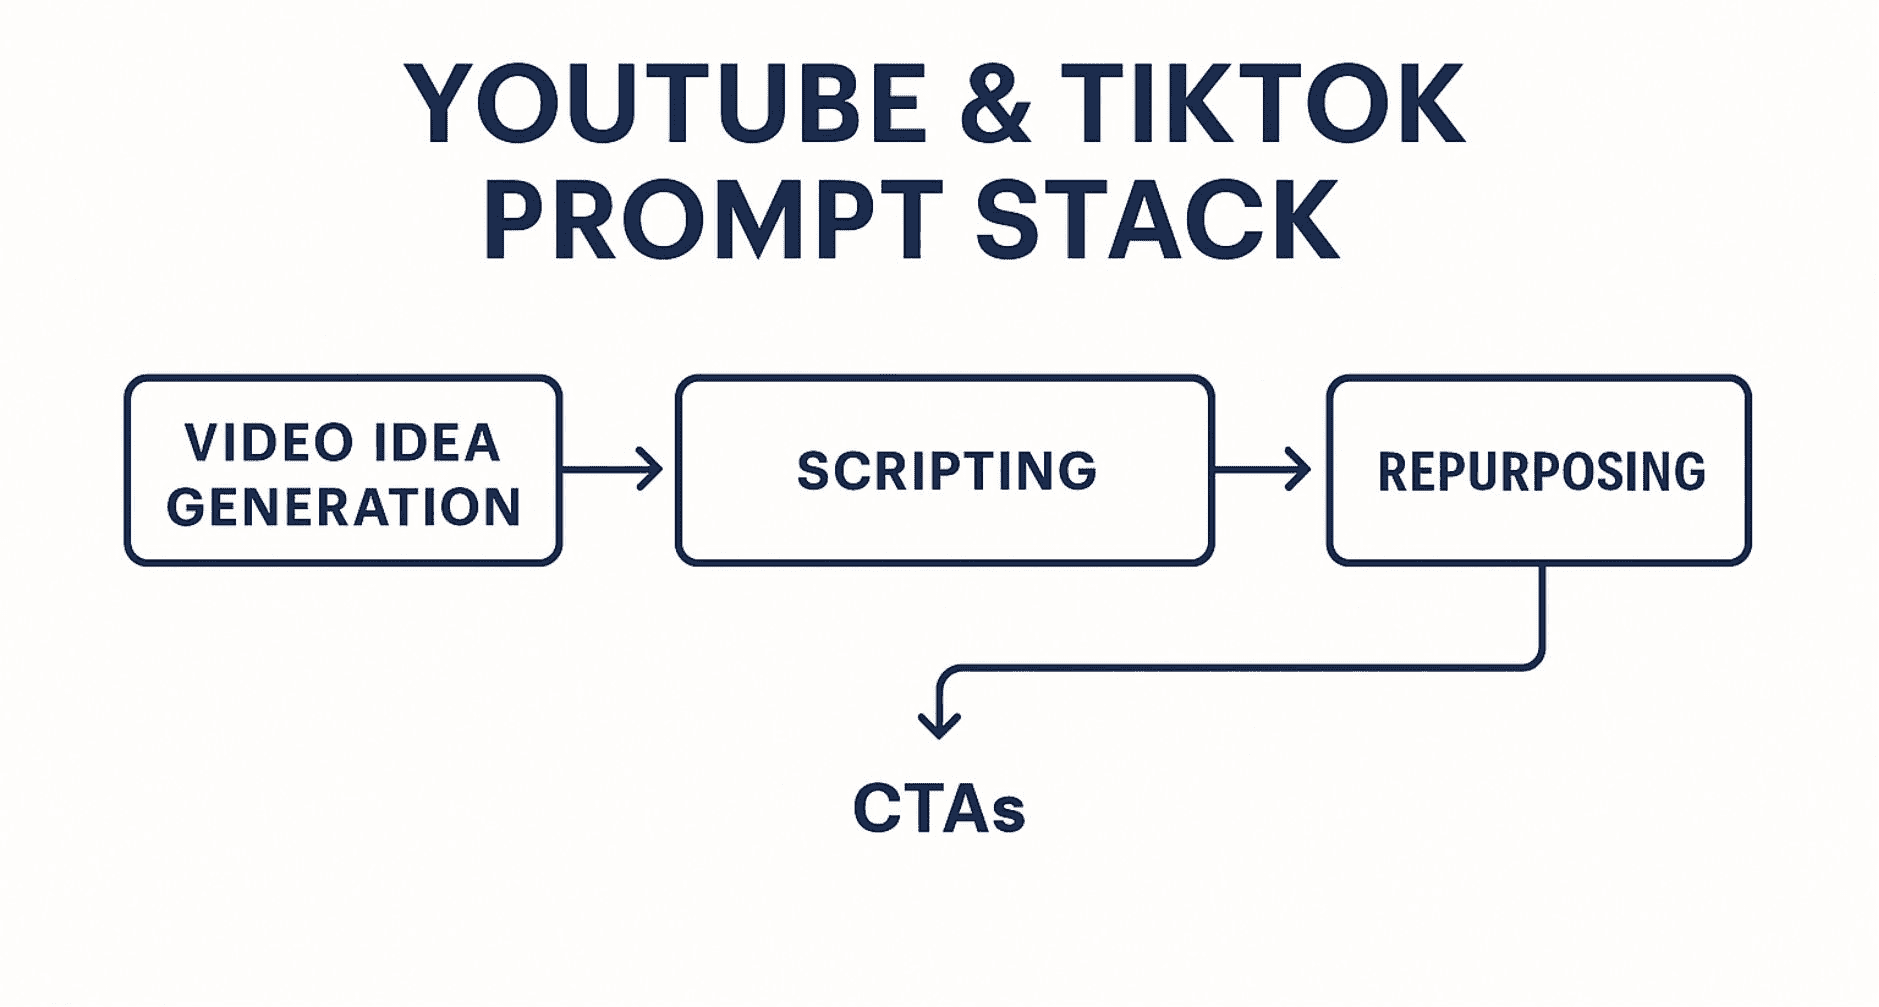 YOUTUBE & TIKTOK
PROMPT STACK
VIDEO IDEA
GENERATION
SCRIPTING
REPURPOSING
CTAs